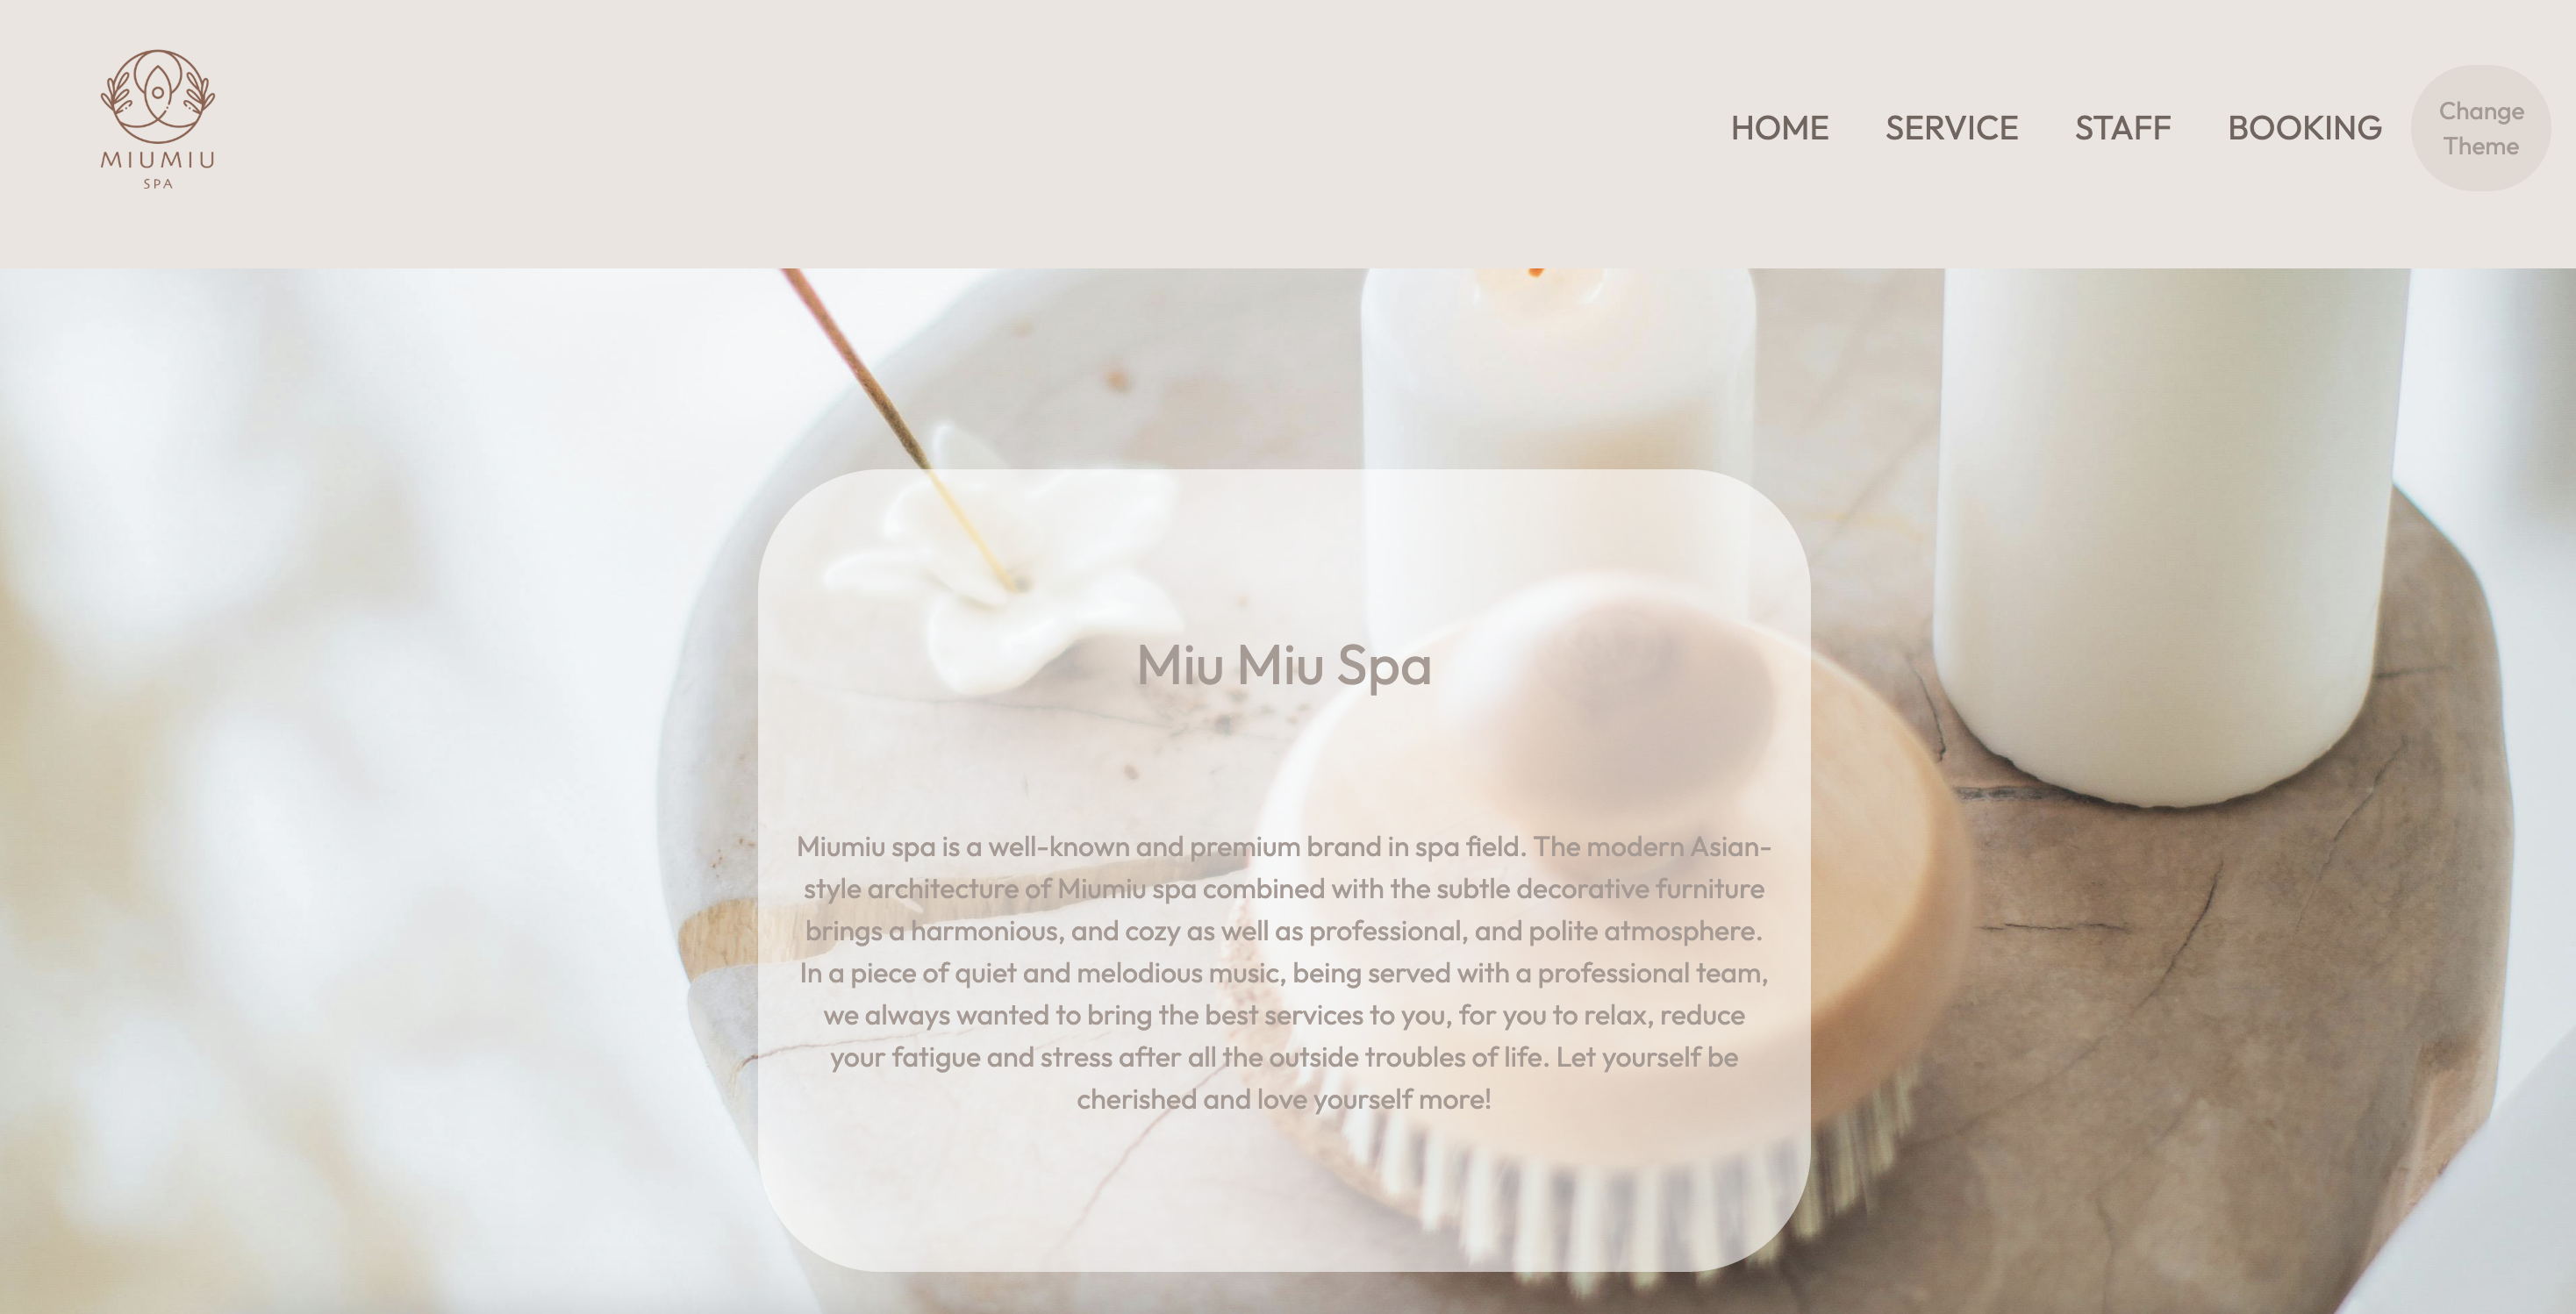 MIUMIU
SPA
HOME
SERVICE
STAFF
BOOKING
Change
Theme
Miu Miu Spa
Miumiu spa is a well-known and premium brand in spa field. The modern Asian-
style architecture of Miumiu spa combined with the subtle decorative furniture
brings a harmonious, and cozy as well as professional, and polite atmosphere.
In a piece of quiet and melodious music, being served with a professional team,
we always wanted to bring the best services to you, for you to relax, reduce
your fatigue and stress after all the outside troubles of life. Let yourself be
cherished and love yourself more!